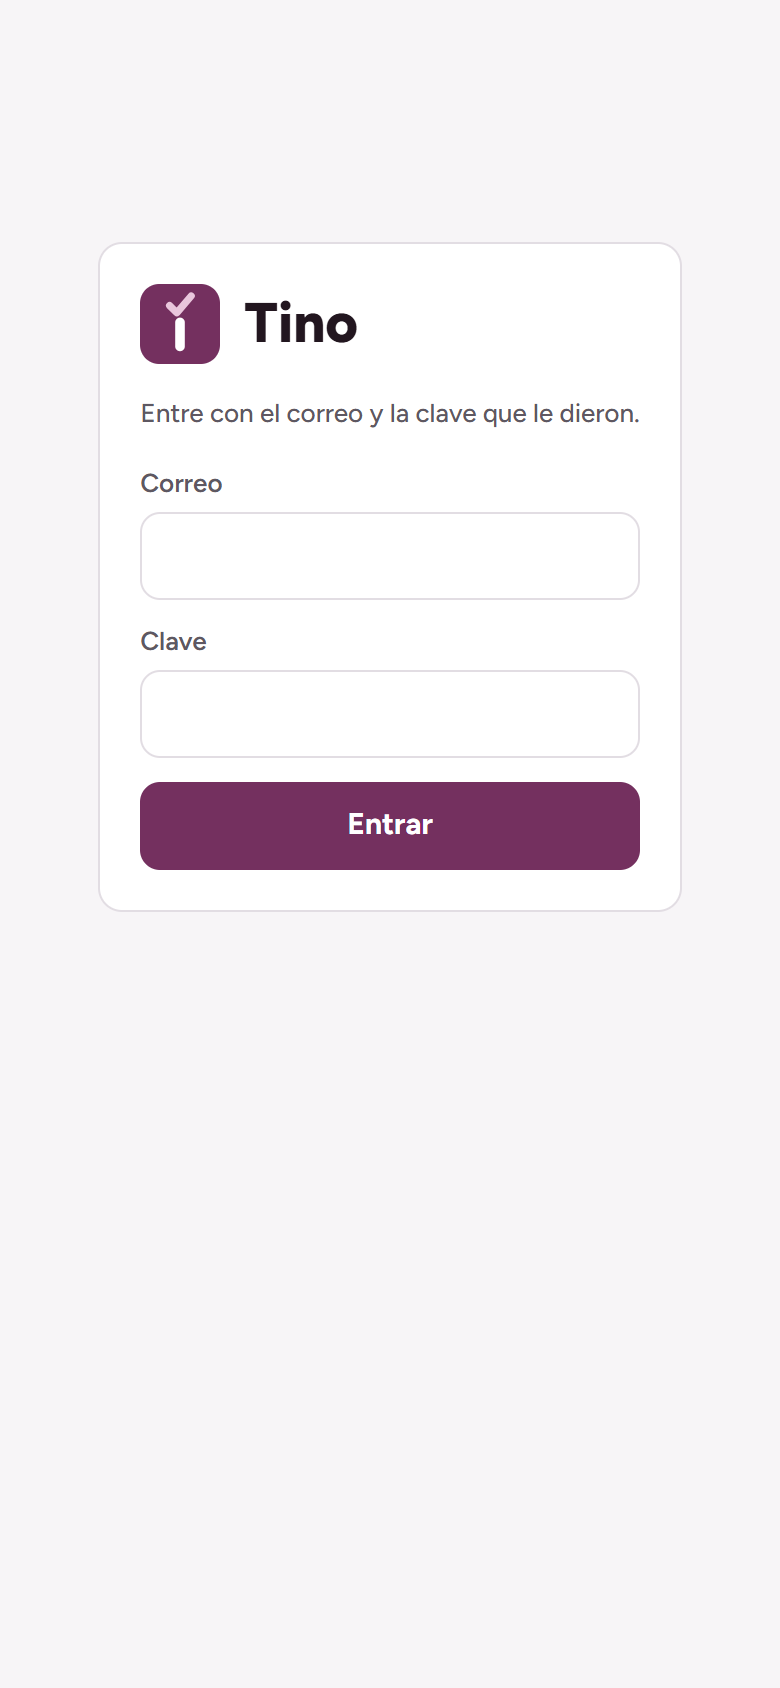 Tino
Entre con el correo y la clave que le dieron.
Correo
Clave
Entrar